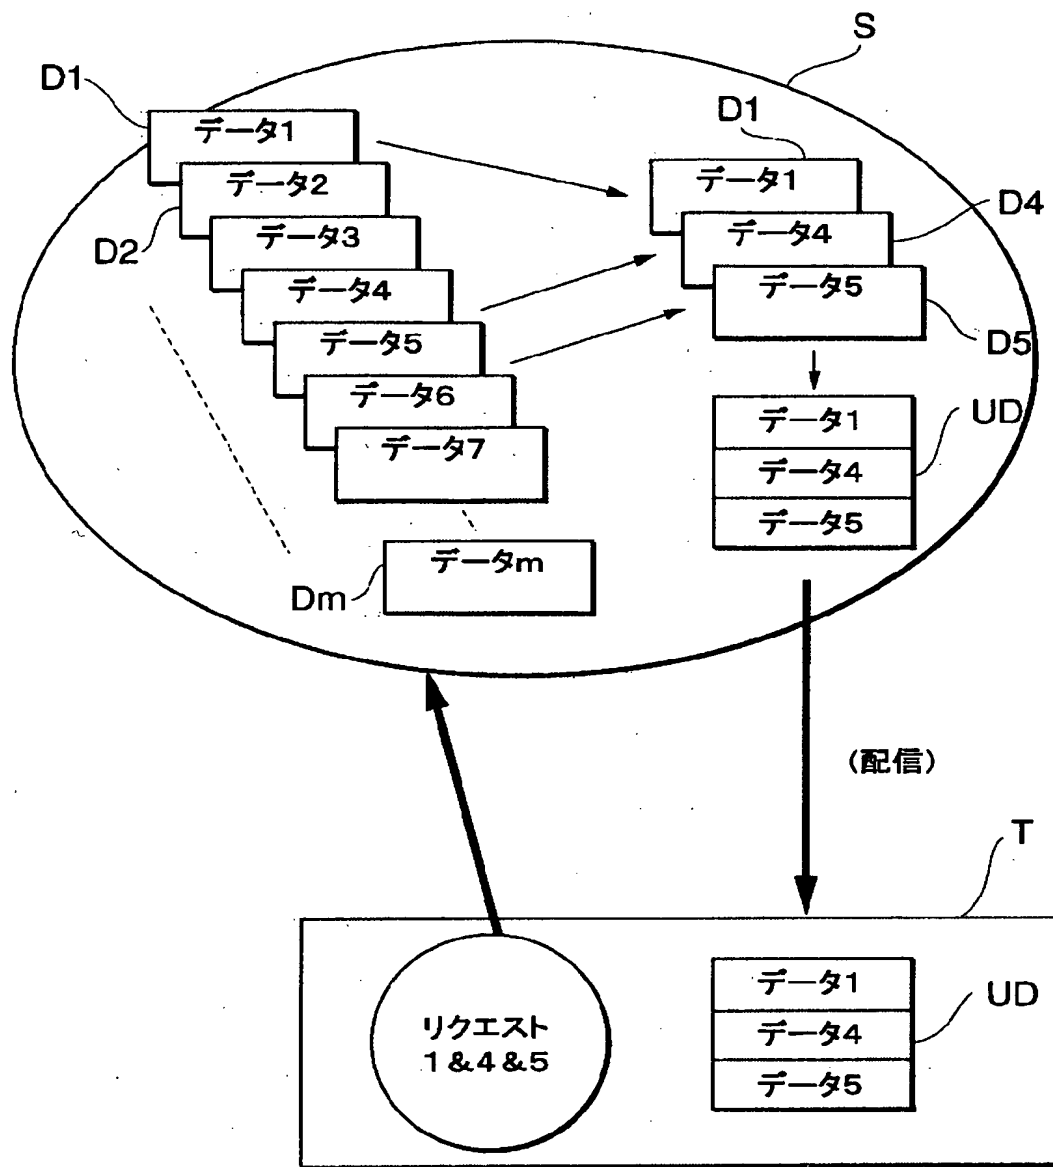 S
D1
データ1
データ2
D2
データ3
データ4
データ5
データ6
データ7
データm
Dm
D1
データ1
D4
データ4
データ5
D5
データ1
UD
データ4
データ5
(配信)
T
リクエスト
1&4&5
データ1
UD
データ4
データ5